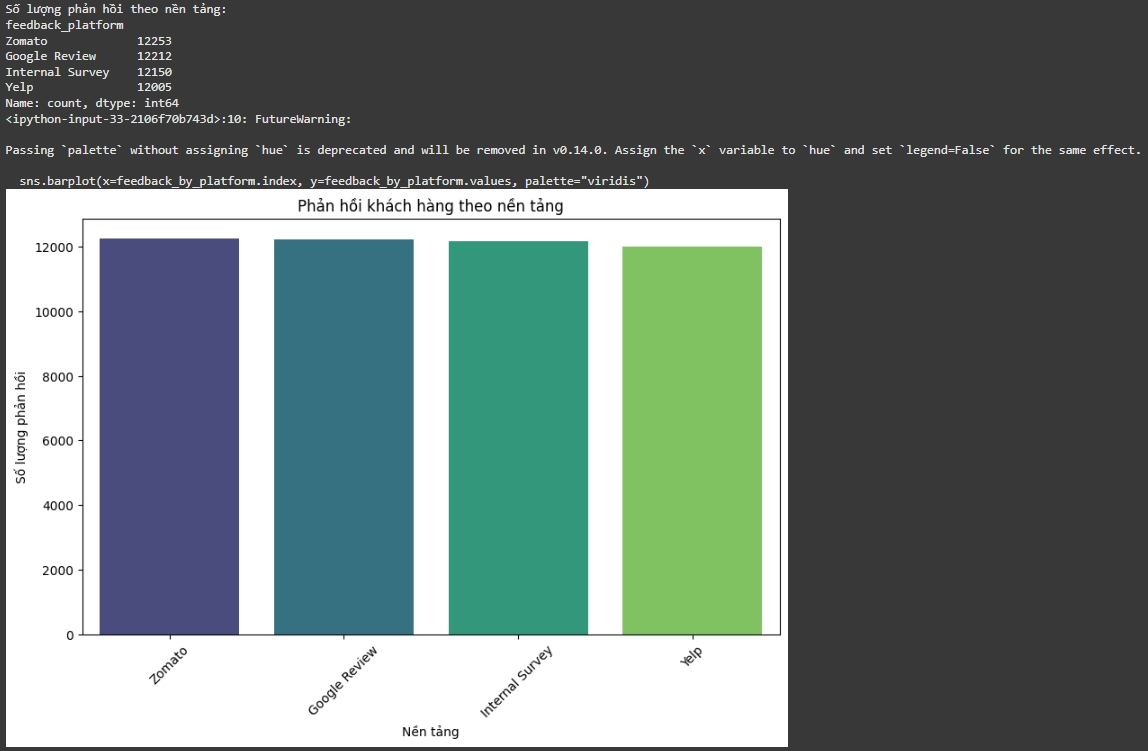 Số lượng phản hồi theo nền tảng:
feedback_platform
Zomato 12253
Google Review 12212
Internal Survey 12150
Yelp 12005
Name: count, dtype: int64
<ipython-input-33-2106f70b743d>:10: FutureWarning:
Passing `palette` without assigning `hue` is deprecated and will be removed in v0.14.0. Assign the `x` variable to `hue` and set `legend=False` for the same effect.
sns.barplot(x=feedback_by_platform.index, y=feedback_by_platform.values, palette="viridis")
Phản hồi khách hàng theo nền tảng
Số lượng phản hồi
12000
10000
8000
6000
4000
2000
0
Zomato
Google Review
Internal Survey
Yelp
Nền tảng